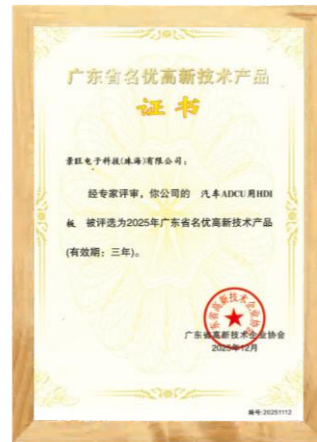 广东省名优高新技术产品
证书
景旺电子科技(珠海)有限公司：
经专家评审，你公司的 汽车ADCU用HDI
板 被评选为2025年广东省名优高新技术产品
(有效期：三年)。
广东省高新技术企业协会
2025年12月
编号:20251112